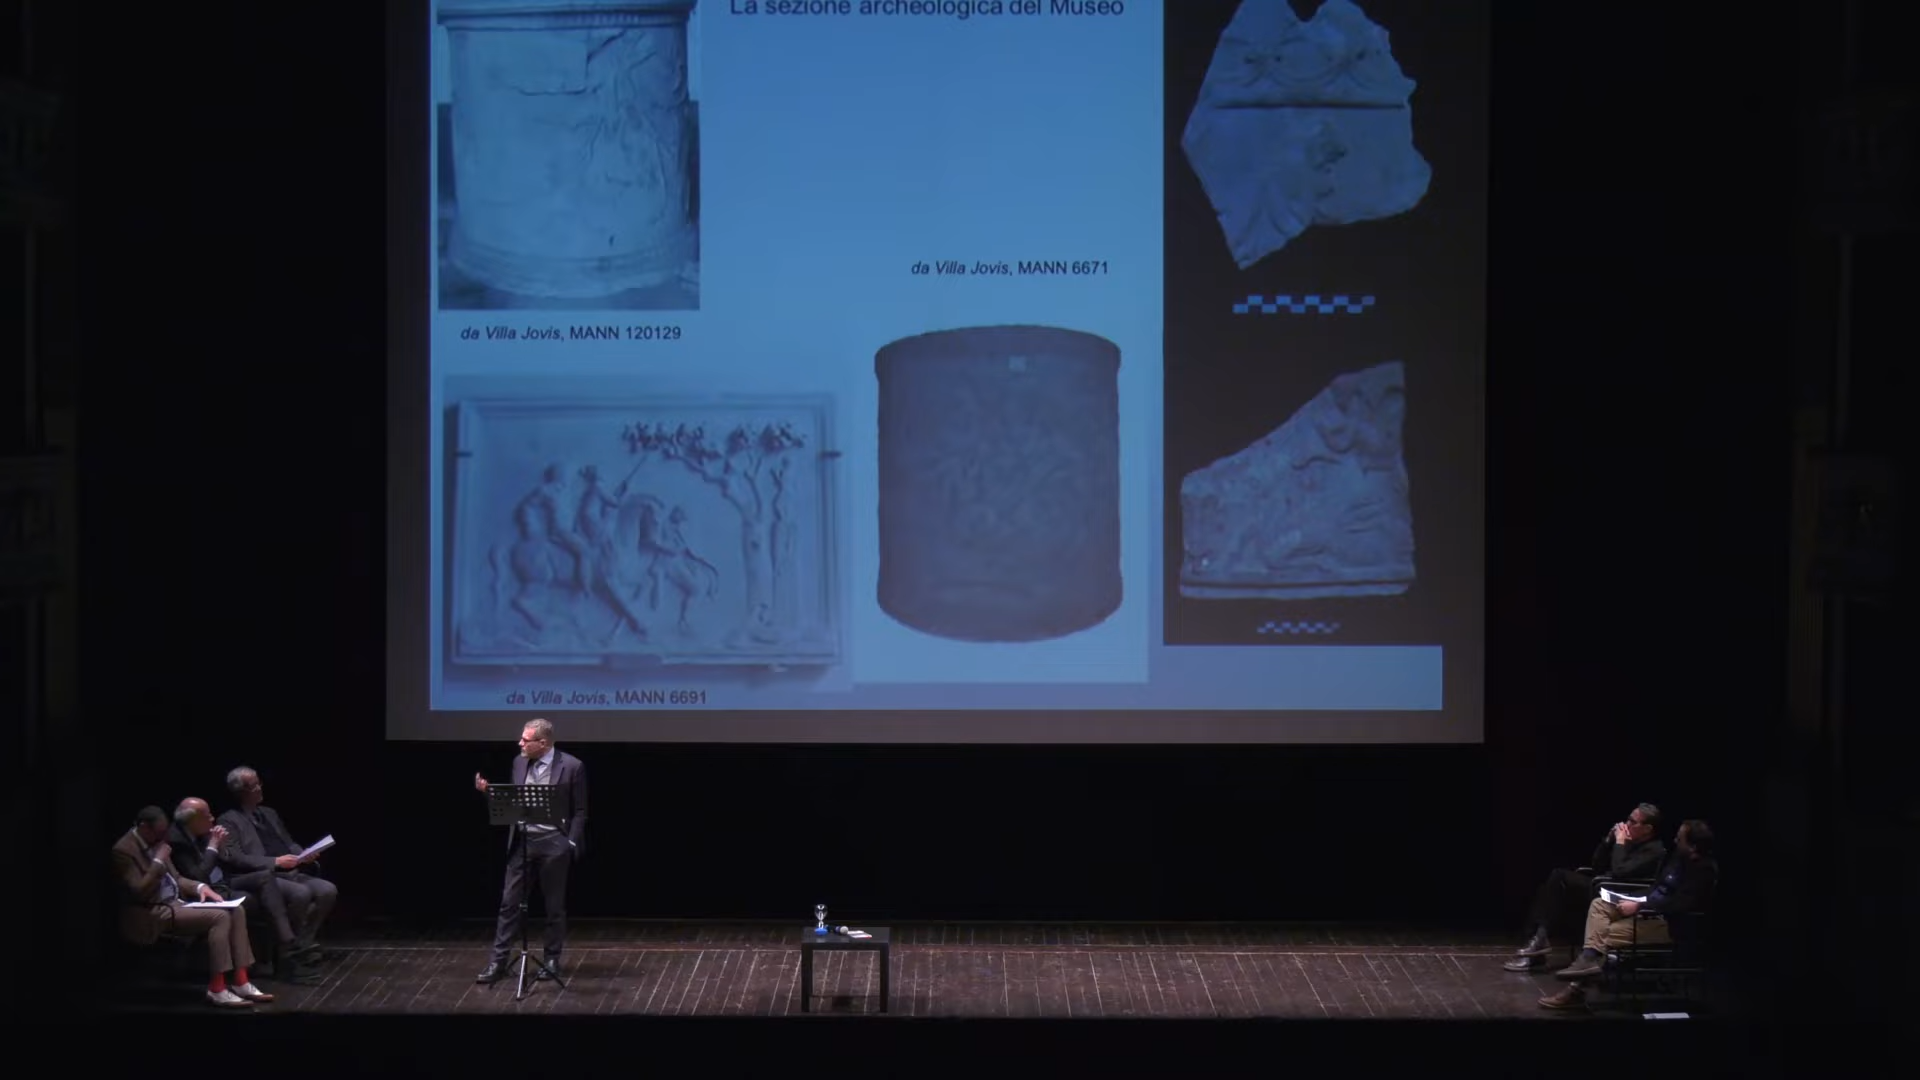 La sezione archeologica del Museo
da Villa Jovis, MANN 6671
da Villa Jovis, MANN 120129
da Villa Jovis, MANN 6691